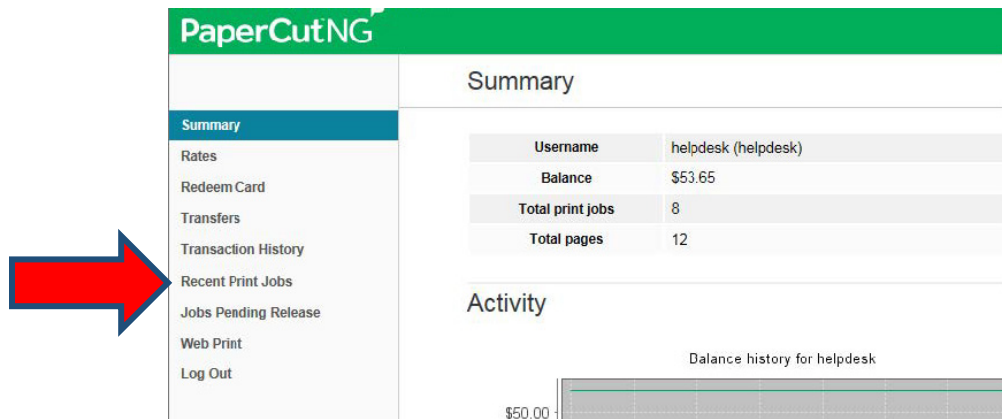 PaperCutNG
Summary
Summary
Rates
Redeem Card
Transfers
Transaction History
Recent Print Jobs
Jobs Pending Release
Web Print
Log Out
Username helpdesk (helpdesk)
Balance $53.65
Total print jobs 8
Total pages 12
Activity
Balance history for helpdesk
$50.00